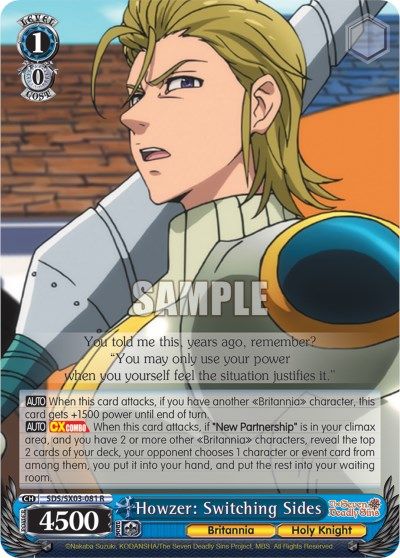 LEVEL
1
0
COST
SAMPLE
You told me this, years ago, remember?
"You may only use your power
when you yourself feel the situation justifies it."
AUTO When this card attacks, if you have another «Britannia» character, this
card gets +1500 power until end of turn.
AUTO CX COMBO When this card attacks, if "New Partnership" is in your climax
area, and you have 2 or more other «Britannia» characters, reveal the top
2 cards of your deck, your opponent chooses 1 character or event card from
among them, you put it into your hand, and put the rest into your waiting
room.
CH SDS/SX03-081 R
POWER 4500
Howzer: Switching Sides
The Seven Deadly Sins
Britannia Holy Knight
©Nakaba Suzuki, KODANSHA/The Seven Deadly Sins Project, MBS. All Rights Reserved.